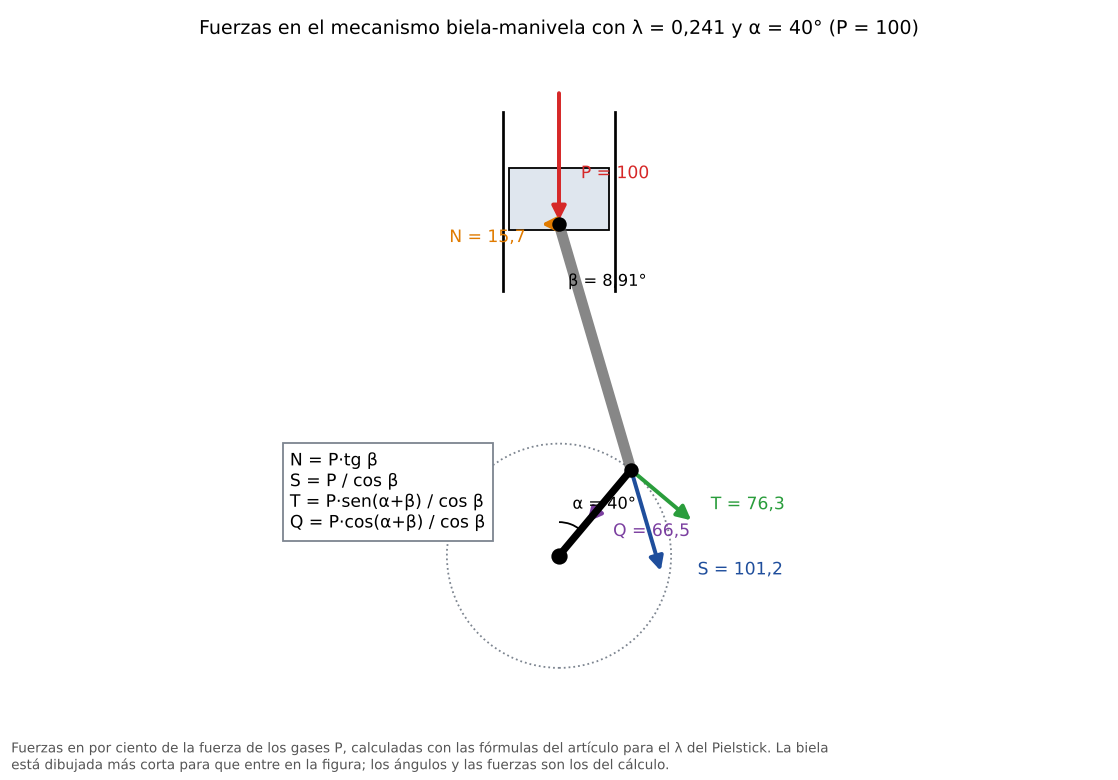 Fuerzas en el mecanismo biela-manivela con λ = 0,241 y α = 40° (P = 100)
P = 100
N = 15,7
β = 8,91°
N = P·tg β
S = P / cos β
T = P·sen(α+β) / cos β
Q = P·cos(α+β) / cos β
α = 40°
T = 76,3
Q = 66,5
S = 101,2
Fuerzas en por ciento de la fuerza de los gases P, calculadas con las fórmulas del artículo para el λ del Pielstick. La biela
está dibujada más corta para que entre en la figura; los ángulos y las fuerzas son los del cálculo.